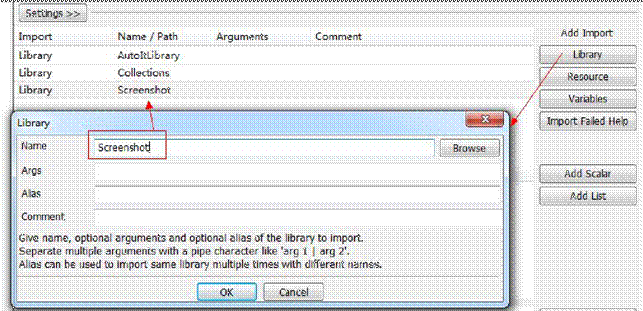 Settings >>
Import Name / Path Arguments Comment
Library AutoItLibrary
Library Collections
Library Screenshot
Add Import
Library
Resource
Variables
Import Failed Help
Add Scalar
Add List
Library
Name Screenshot Browse
Args
Alias
Comment
Give name, optional arguments and optional alias of the library to import.
Separate multiple arguments with a pipe character like 'arg 1 | arg 2'.
Alias can be used to import same library multiple times with different names.
OK Cancel